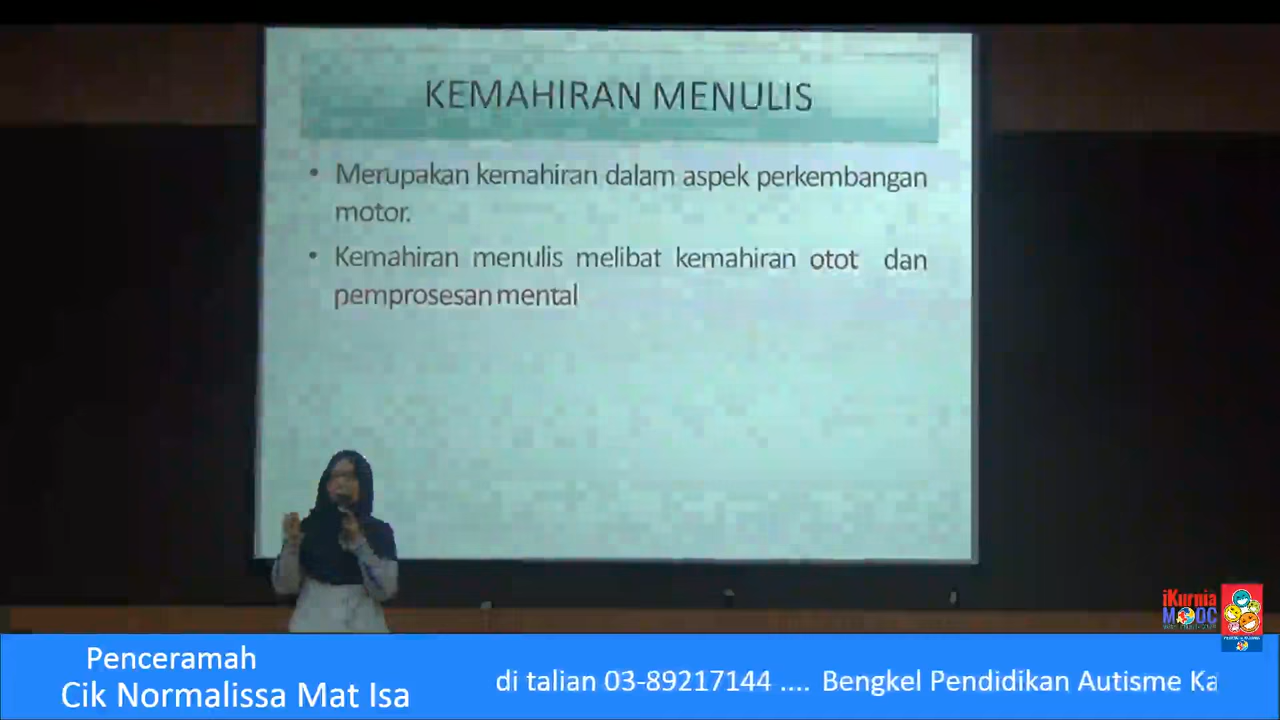 KEMAHIRAN MENULIS
• Merupakan kemahiran dalam aspek perkembangan
motor.
• Kemahiran menulis melibat kemahiran otot dan
pemprosesan mental
iKurnia
MOOC
Penceramah
Cik Normalissa Mat Isa
di talian 03-89217144 .... Bengkel Pendidikan Autisme Ka